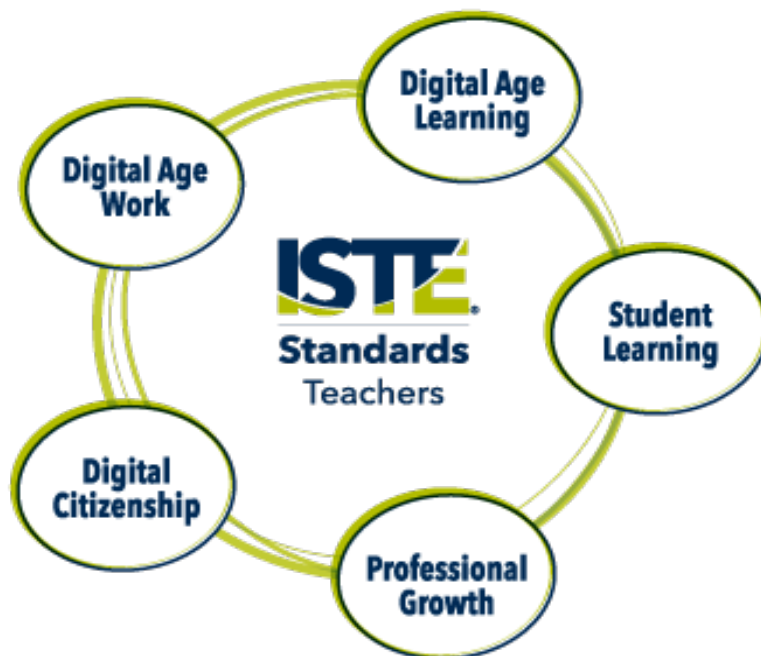 Digital Age
Learning
Digital Age
Work
ISTE®
Standards
Teachers
Student
Learning
Digital
Citizenship
Professional
Growth